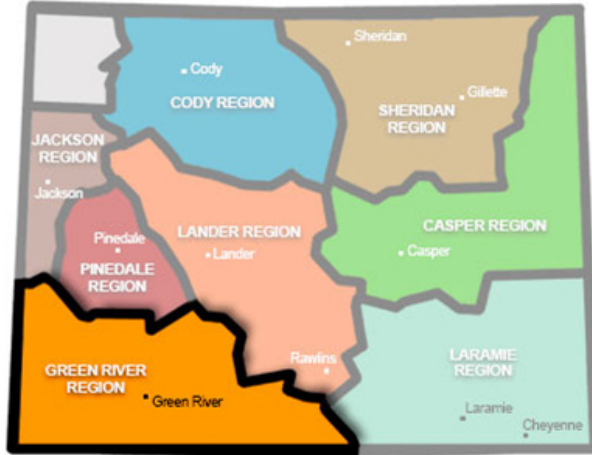 Sheridan
Cody
CODY REGION
Gillette
SHERIDAN
REGION
JACKSON
REGION
Jackson
LANDER REGION
Lander
CASPER REGION
Casper
Pinedale
PINEDALE
REGION
Rawlins
GREEN RIVER
REGION
Green River
LARAMIE
REGION
Laramie
Cheyenne